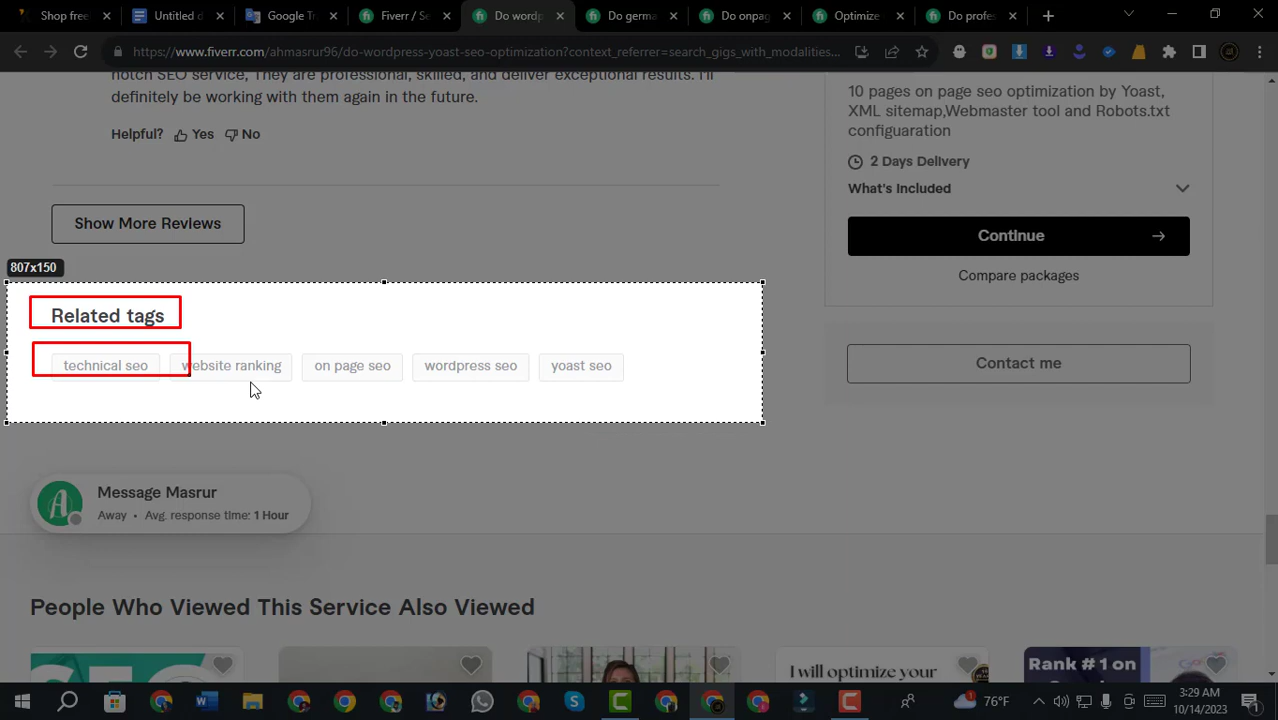 Shop free
Untitled d
Google Tr
Fiverr / Se
Do wordp
Do germa
Do onpag
Optimize
Do profes
https://www.fiverr.com/ahmasrur96/do-wordpress-yoast-seo-optimization?context_referrer=search_gigs_with_modalities...
notch SEO service, They are professional, skilled, and deliver exceptional results. I'll
definitely be working with them again in the future.
Helpful? Yes No
Show More Reviews
10 pages on page seo optimization by Yoast,
XML sitemap,Webmaster tool and Robots.txt
configuaration
2 Days Delivery
What's Included
Continue
Compare packages
Contact me
807x150
Related tags
technical seo
website ranking
on page seo
wordpress seo
yoast seo
Message Masrur
Away • Avg. response time: 1 Hour
People Who Viewed This Service Also Viewed
I will optimize your
Rank # 1 on
76°F
3:29 AM
10/14/2023